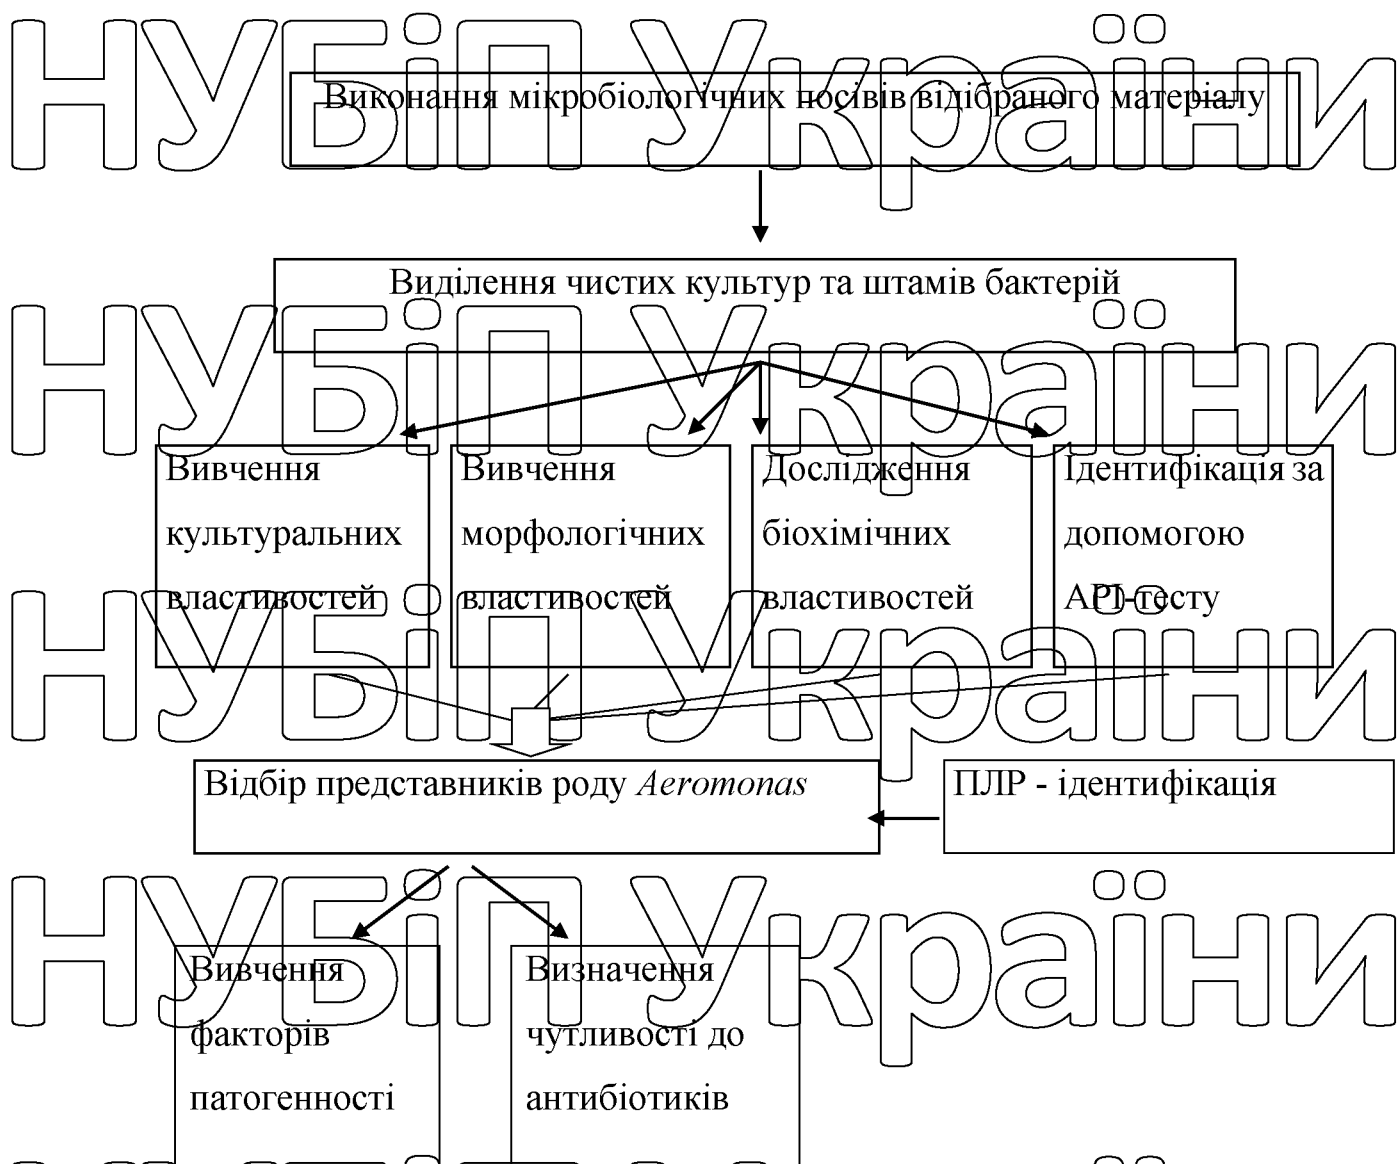 НУБіП України
Виконання мікробіологічних посівів відібраного матеріалу
Виділення чистих культур та штамів бактерій
НУБіП України
Вивчення
культуральних
властивостей
Вивчення
морфологічних
властивостей
Дослідження
біохімічних
властивостей
Ідентифікація за
допомогою
АРІ-тесту
НУБіП України
Відбір представників роду Aeromonas
ПЛР - ідентифікація
НУБіП України
Вивчення
факторів
патогенності
Визначення
чутливості до
антибіотиків